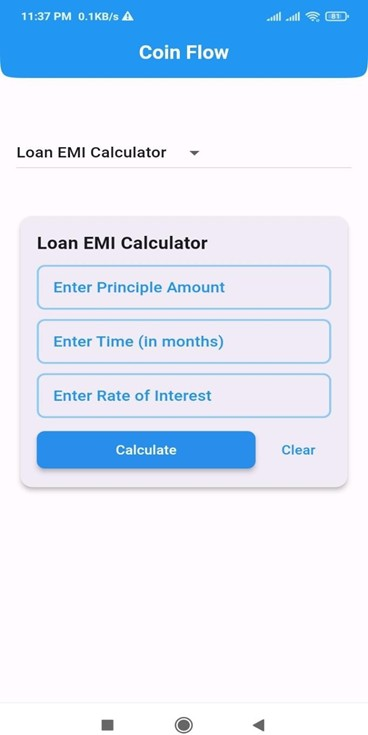 11:37 PM 0.1KB/s
81
Coin Flow
Loan EMI Calculator
Loan EMI Calculator
Enter Principle Amount
Enter Time (in months)
Enter Rate of Interest
Calculate Clear